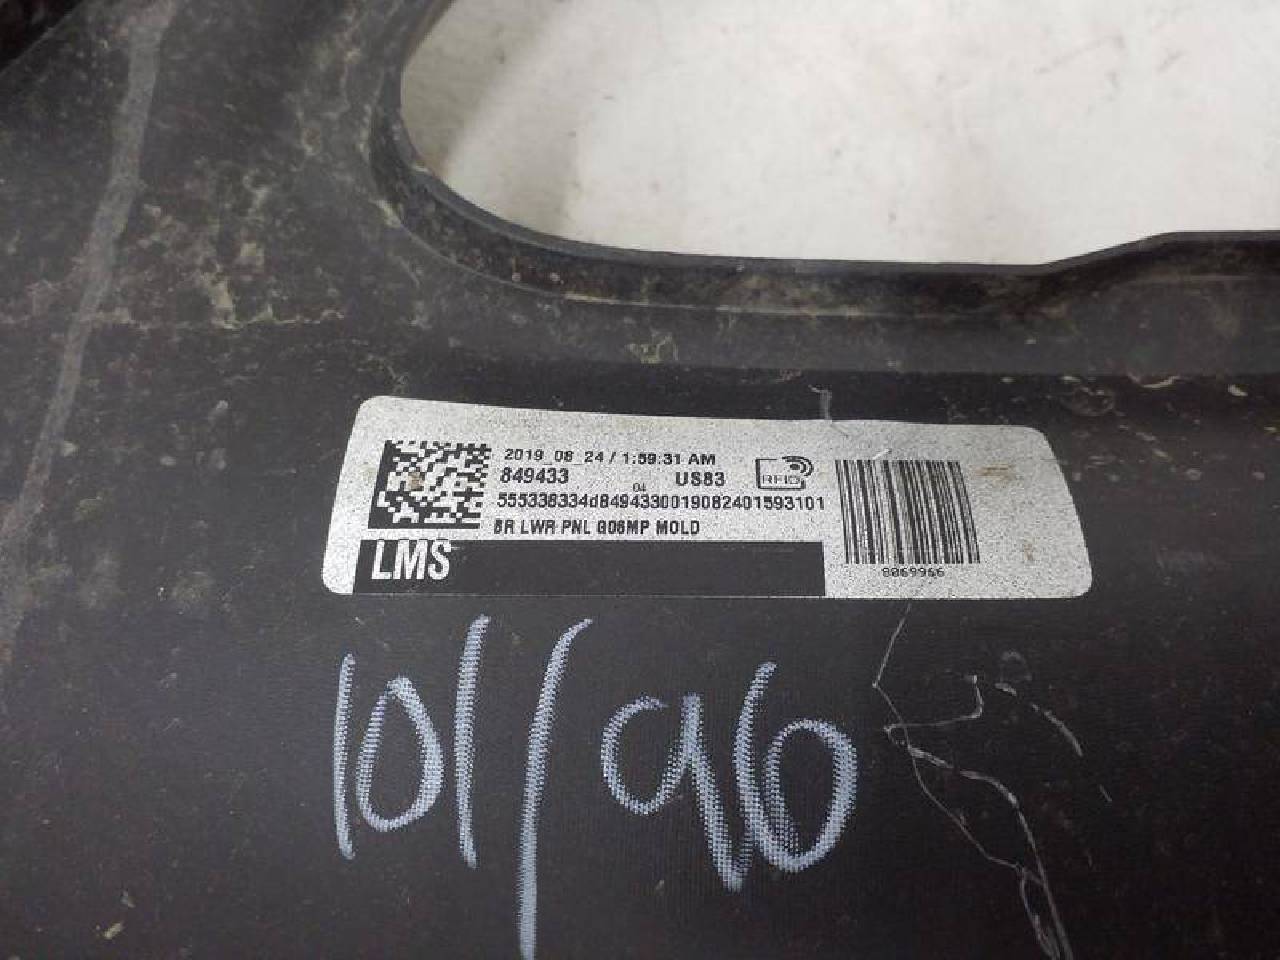 2019_08_24 / 1:59:31 AM
849433 04 US83
RFID
555338334d849433001908240159310​1
BR LWR PNL G06MP MOLD
LMS
8069966
101/96